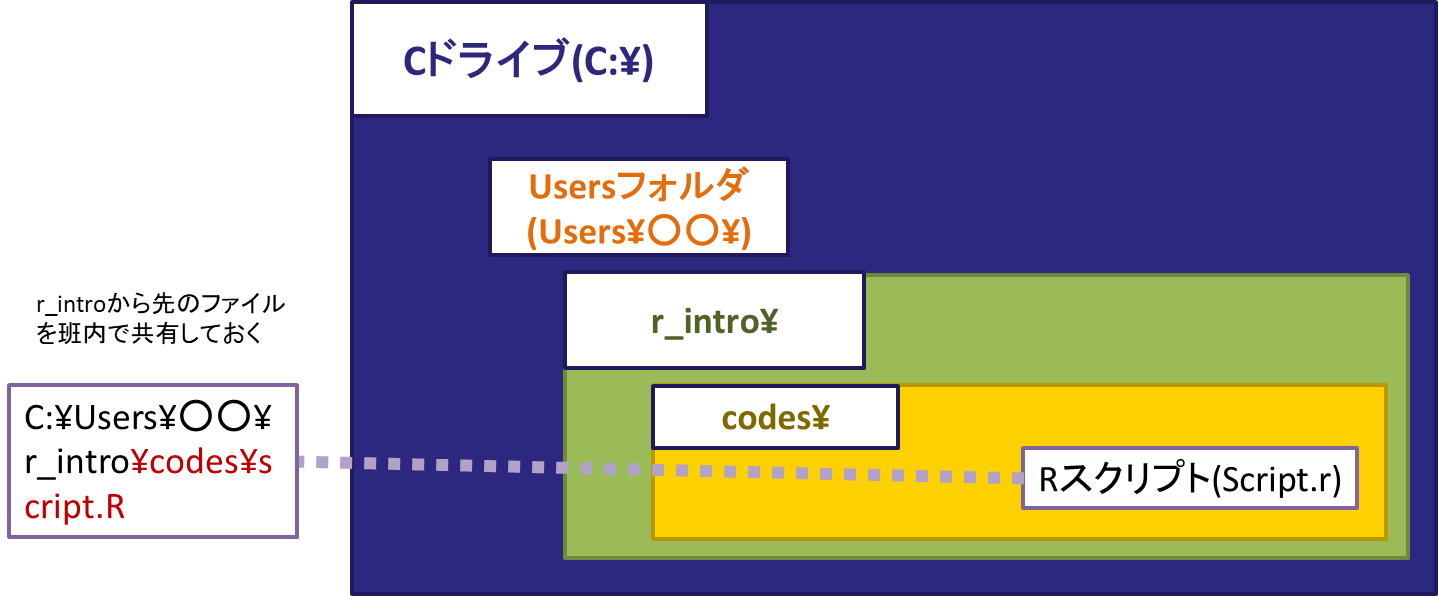 Cドライブ(C:¥)
Usersフォルダ
(Users¥〇〇¥)
r_introから先のファイル
を班内で共有しておく
r_intro¥
C:¥Users¥〇〇¥
r_intro¥codes¥s
cript.R
codes¥
Rスクリプト(Script.r)